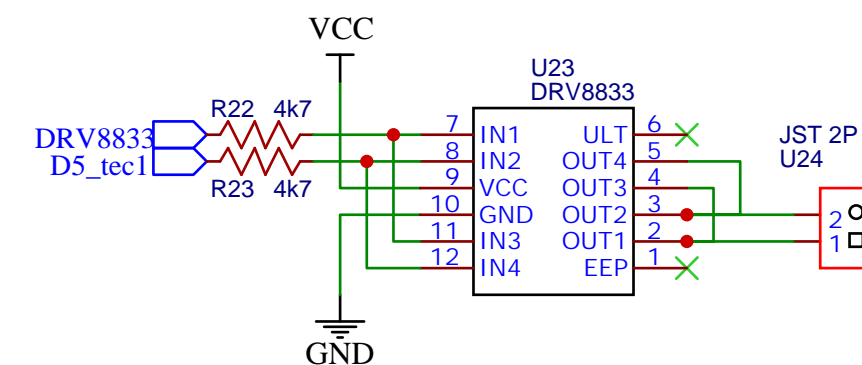 VCC
U23
DRV8833
R22 4k7
DRV8833
D5_tec1
R23 4k7
7 IN1 ULT 6
8 IN2 OUT4 5
9 VCC OUT3 4
10 GND OUT2 3
11 IN3 OUT1 2
12 IN4 EEP 1
JST 2P
U24
2
1
GND